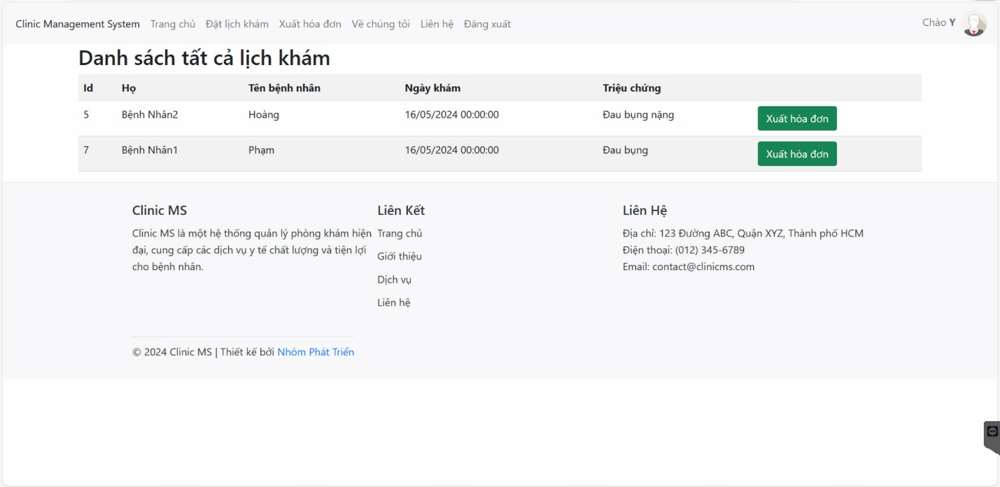 Clinic Management System Trang chủ Đặt lịch khám Xuất hóa đơn Về chúng tôi Liên hệ Đăng xuất Chào Y
Danh sách tất cả lịch khám
Id Họ Tên bệnh nhân Ngày khám Triệu chứng
5 Bệnh Nhân2 Hoàng 16/05/2024 00:00:00 Đau bụng nặng Xuất hóa đơn
7 Bệnh Nhân1 Phạm 16/05/2024 00:00:00 Đau bụng Xuất hóa đơn
Clinic MS
Clinic MS là một hệ thống quản lý phòng khám hiện
đại, cung cấp các dịch vụ y tế chất lượng và tiện lợi
cho bệnh nhân.
Liên Kết
Trang chủ
Giới thiệu
Dịch vụ
Liên hệ
Liên Hệ
Địa chỉ: 123 Đường ABC, Quận XYZ, Thành phố HCM
Điện thoại: (012) 345-6789
Email: contact@clinicms.com
© 2024 Clinic MS | Thiết kế bởi Nhóm Phát Triển